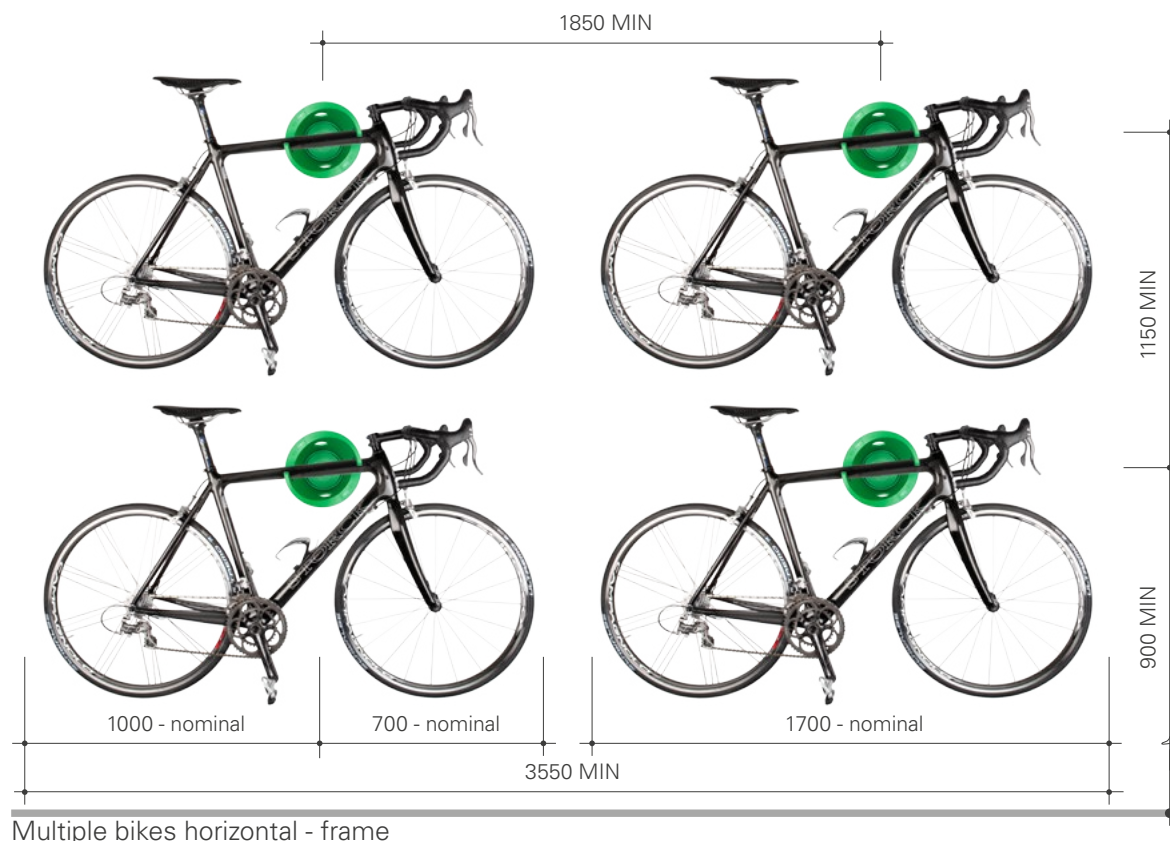 1850 MIN
1150 MIN
900 MIN
1000 - nominal
700 - nominal
1700 - nominal
3550 MIN
Multiple bikes horizontal - frame